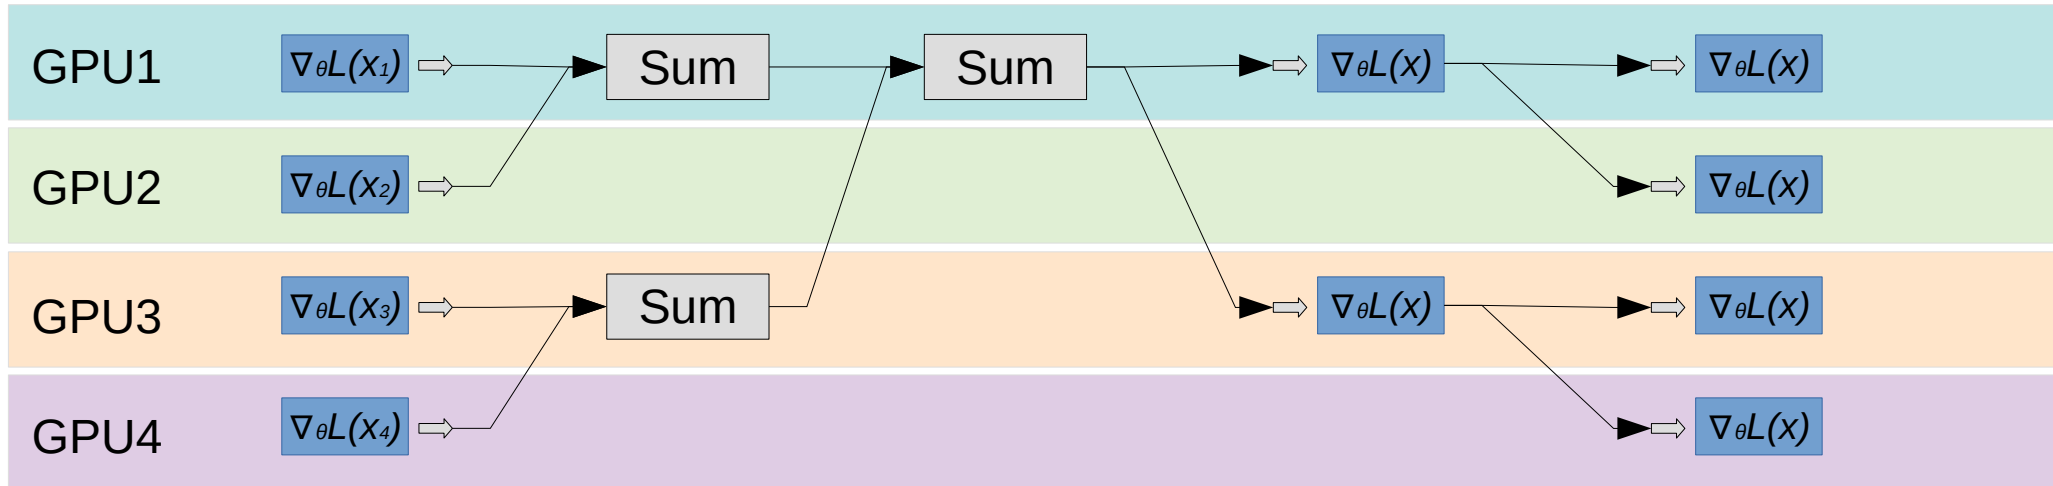 GPU1 ∇θL(x1) Sum Sum ∇θL(x) ∇θL(x)
GPU2 ∇θL(x2) ∇θL(x)
GPU3 ∇θL(x3) Sum ∇θL(x) ∇θL(x)
GPU4 ∇θL(x4) ∇θL(x)